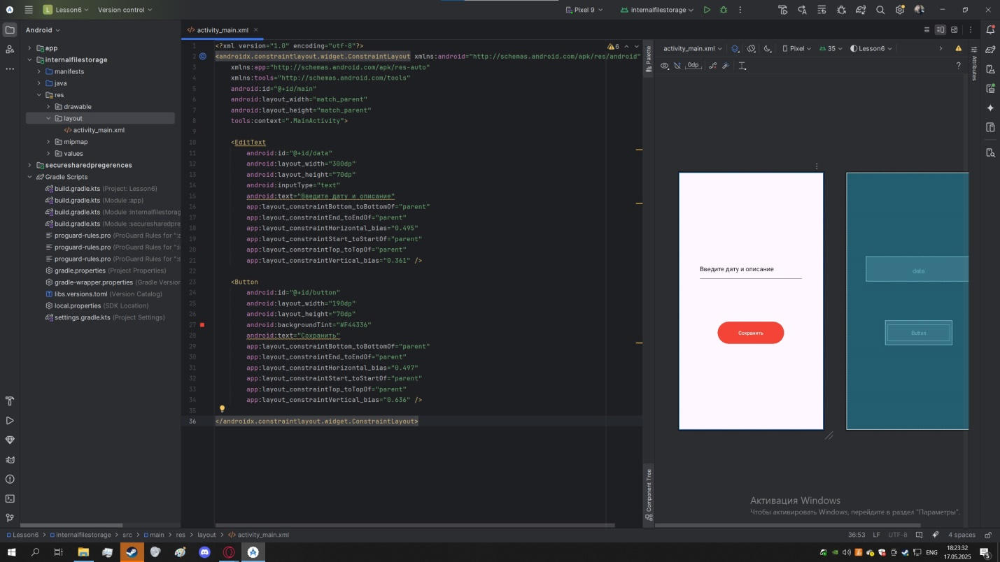 Lesson6
Version control
Pixel 9
internalfilestorage
Android
activity_main.xml
app
internalfilestorage
manifests
java
res
drawable
layout
activity_main.xml
mipmap
values
securesharedpregerences
Gradle Scripts
build.gradle.kts (Project: Lesson6)
build.gradle.kts (Module :app)
build.gradle.kts (Module :internalfilestorag
build.gradle.kts (Module :securesharedpre
proguard-rules.pro (ProGuard Rules for ":a
proguard-rules.pro (ProGuard Rules for ":i
proguard-rules.pro (ProGuard Rules for ":s
gradle.properties (Project Properties)
gradle-wrapper.properties (Gradle Version
libs.versions.toml (Version Catalog)
local.properties (SDK Location)
settings.gradle.kts (Project Settings)
6
1 <?xml version="1.0" encoding="utf-8"?>
2 <androidx.constraintlayout.widget.ConstraintLayout xmlns:android="http://schemas.android.com/apk/res/android"
3 xmlns:app="http://schemas.android.com/apk/res-auto"
4 xmlns:tools="http://schemas.android.com/tools"
5 android:id="@+id/main"
6 android:layout_width="match_parent"
7 android:layout_height="match_parent"
8 tools:context=".MainActivity">
9
10 <EditText
11 android:id="@+id/data"
12 android:layout_width="300dp"
13 android:layout_height="70dp"
14 android:inputType="text"
15 android:text="Введите дату и описание"
16 app:layout_constraintBottom_toBottomOf="parent"
17 app:layout_constraintEnd_toEndOf="parent"
18 app:layout_constraintHorizontal_bias="0.495"
19 app:layout_constraintStart_toStartOf="parent"
20 app:layout_constraintTop_toTopOf="parent"
21 app:layout_constraintVertical_bias="0.361" />
22
23 <Button
24 android:id="@+id/button"
25 android:layout_width="190dp"
26 android:layout_height="70dp"
27 android:backgroundTint="#F44336"
28 android:text="Сохранить"
29 app:layout_constraintBottom_toBottomOf="parent"
30 app:layout_constraintEnd_toEndOf="parent"
31 app:layout_constraintHorizontal_bias="0.497"
32 app:layout_constraintStart_toStartOf="parent"
33 app:layout_constraintTop_toTopOf="parent"
34 app:layout_constraintVertical_bias="0.636" />
35
36 </androidx.constraintlayout.widget.ConstraintLayout>
Palette
Component Tree
activity_main.xml
Pixel
35
Lesson6
0dp
?
Attributes
Введите дату и описание
Сохранить
data
Button
Активация Windows
Чтобы активировать Windows, перейдите в раздел "Параметры".
Lesson6 > internalfilestorage > src > main > res > layout > activity_main.xml
36:53 LF UTF-8 4 spaces
ENG
18:23:32
17.05.2025
5